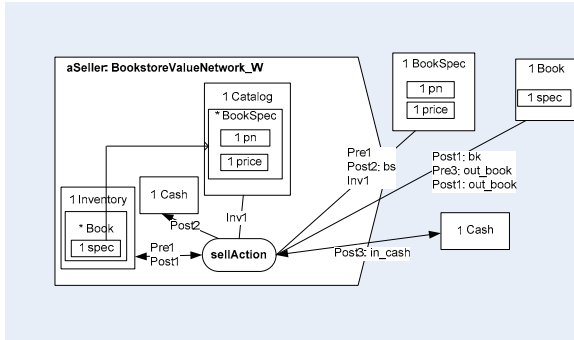 aSeller: BookstoreValueNetwork_W
1 BookSpec
1 pn
1 price
1 Book
1 spec
1 Catalog
* BookSpec
1 pn
1 price
1 Inventory
* Book
1 spec
1 Cash
Post2
Inv1
Pre1
Post1
sellAction
Pre1
Post2: bs
Inv1
Post1: bk
Pre3: out_book
Post1: out_book
Post3: in_cash
1 Cash